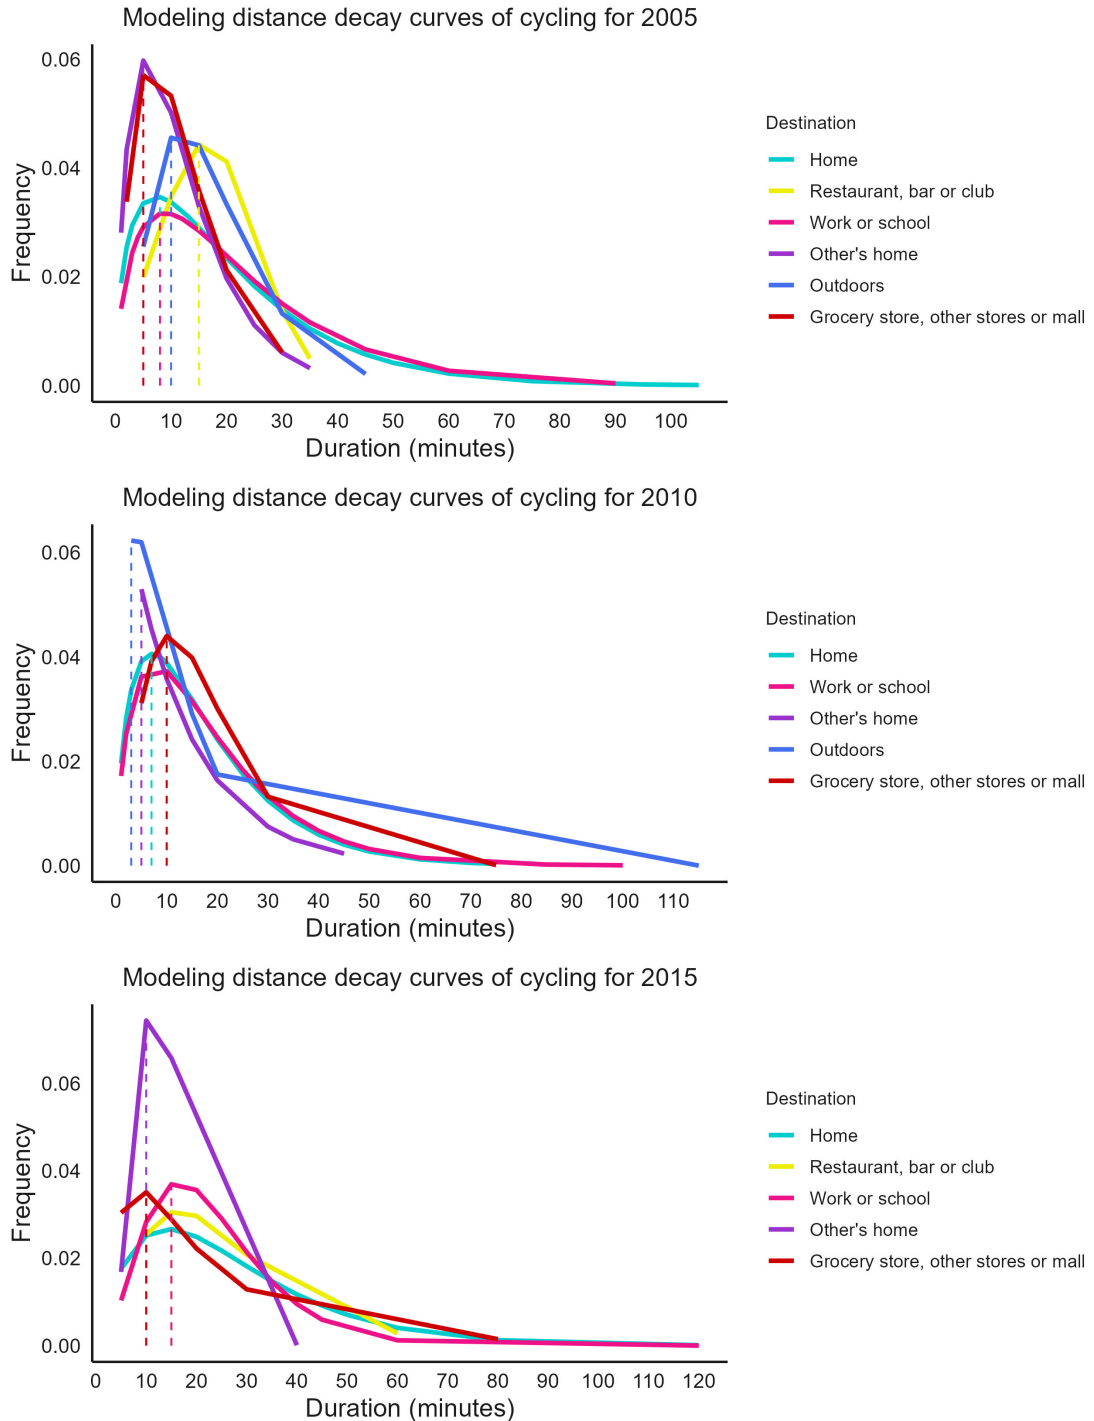 Modeling distance decay curves of cycling for 2005
0.06
0.04
0.02
0.00
Frequency
0 10 20 30 40 50 60 70 80 90 100
Duration (minutes)
Destination
Home
Restaurant, bar or club
Work or school
Other's home
Outdoors
Grocery store, other stores or mall
Modeling distance decay curves of cycling for 2010
0.06
0.04
0.02
0.00
Frequency
0 10 20 30 40 50 60 70 80 90 100 110
Duration (minutes)
Destination
Home
Work or school
Other's home
Outdoors
Grocery store, other stores or mall
Modeling distance decay curves of cycling for 2015
0.06
0.04
0.02
0.00
Frequency
0 10 20 30 40 50 60 70 80 90 100 110 120
Duration (minutes)
Destination
Home
Restaurant, bar or club
Work or school
Other's home
Grocery store, other stores or mall